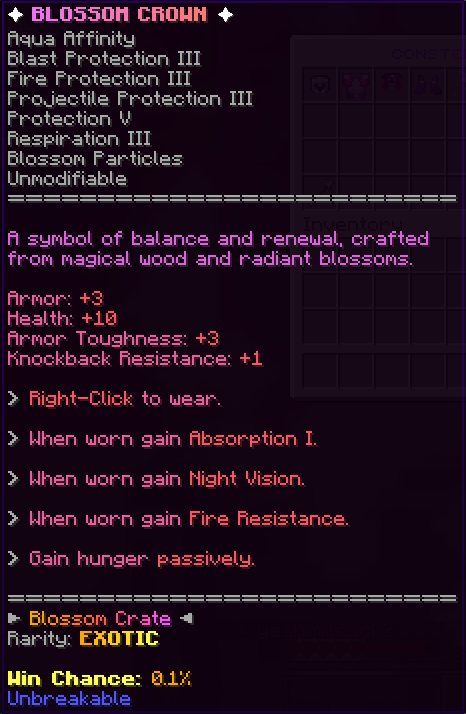 ✦ BLOSSOM CROWN ✦
Aqua Affinity
Blast Protection III
Fire Protection III
Projectile Protection III
Protection V
Respiration III
Blossom Particles
Unmodifiable
A symbol of balance and renewal, crafted
from magical wood and radiant blossoms.
Armor: +3
Health: +10
Armor Toughness: +3
Knockback Resistance: +1
> Right-Click to wear.
> When worn gain Absorption I.
> When worn gain Night Vision.
> When worn gain Fire Resistance.
> Gain hunger passively.
► Blossom Crate ◄
Rarity: EXOTIC
Win Chance: 0.1%
Unbreakable
Inventory